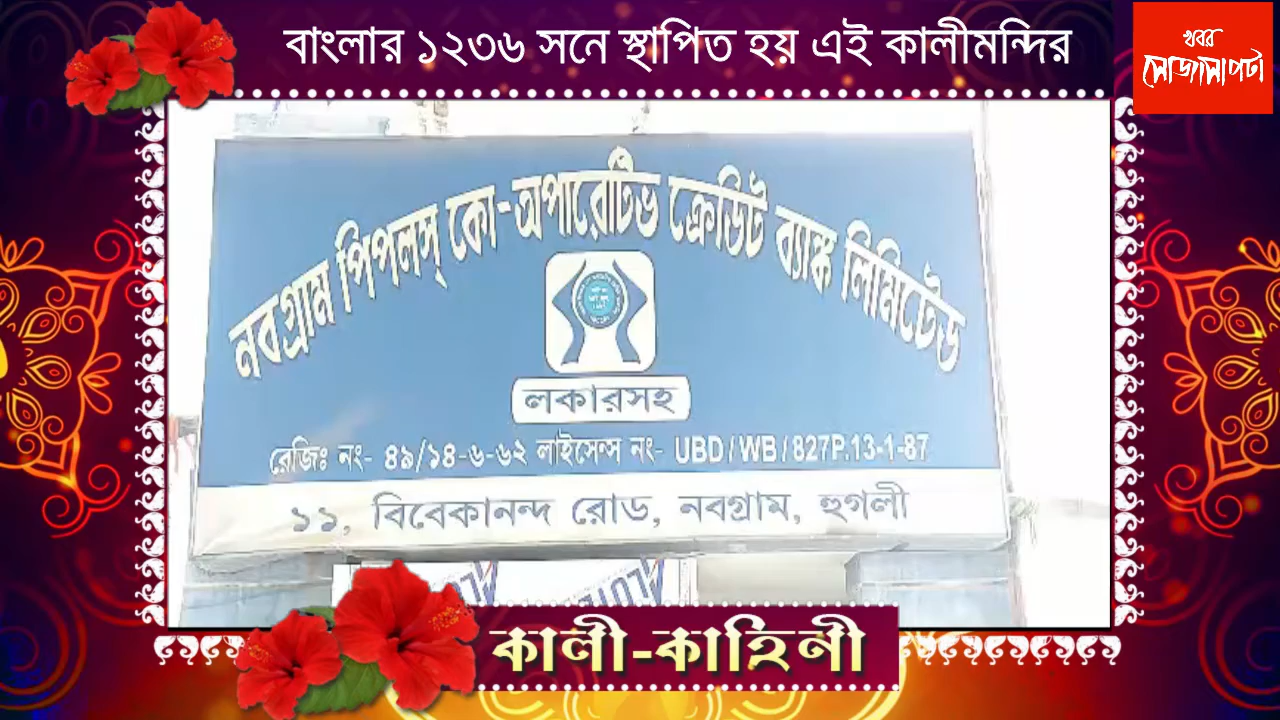 বাংলার ১২৩৬ সনে স্থাপিত হয় এই কালীমন্দির
খবর
সোজাসাপটা
নবগ্রাম পিপলস্ কো-অপারেটিভ ক্রেডিট ব্যাঙ্ক লিমিটেড
লকারসহ
রেজিঃ নং- ৪৯/১৪-৬-৬২ লাইসেন্স নং- UBD/WB/827P.13-1-87
১১, বিবেকানন্দ রোড, নবগ্রাম, হুগলী
কালী-কাহিনী